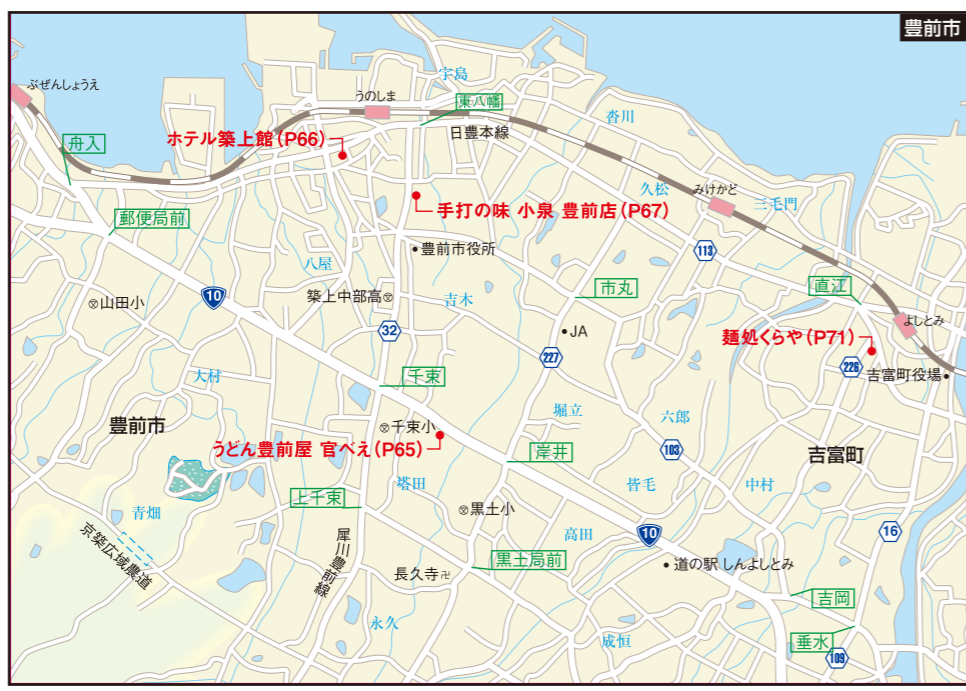 豊前市
ぶぜんしょうえ
宇島
うのしま
東八幡
沓川
舟入
ホテル築上館(P66)
日豊本線
久松
みけかど
三毛門
手打の味 小泉 豊前店(P67)
郵便局前
豊前市役所
113
八屋
築上中部高
吉木
市丸
直江
山田小
10
32
JA
よしとみ
227
麺処くらや(P71)
226
吉富町役場
大村
千束
豊前市
千束小
堀立
六郎
うどん豊前屋 官べえ(P65)
岸井
103
吉富町
塔田
皆毛
中村
上千束
青畑
黒土小
高田
10
16
京築広域農道
犀川豊前線
黒土局前
道の駅 しんよしとみ
長久寺
卍
吉岡
永久
成恒
垂水
109